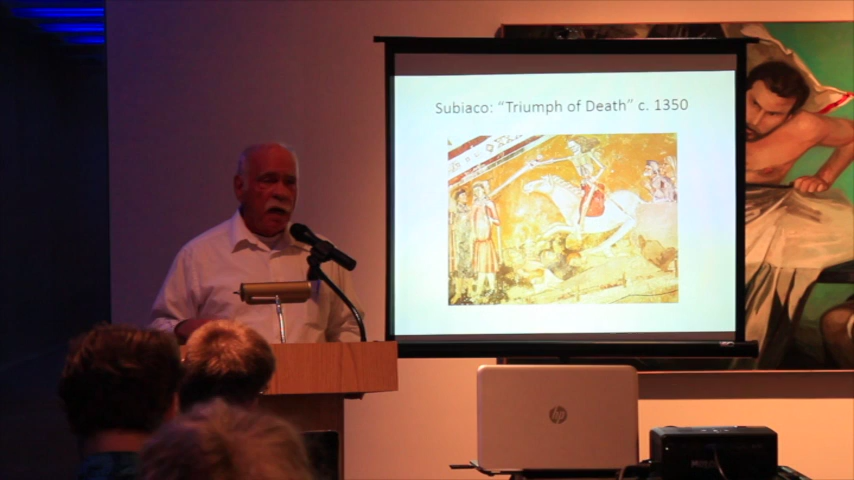 Subiaco: “Triumph of Death” c. 1350
hp